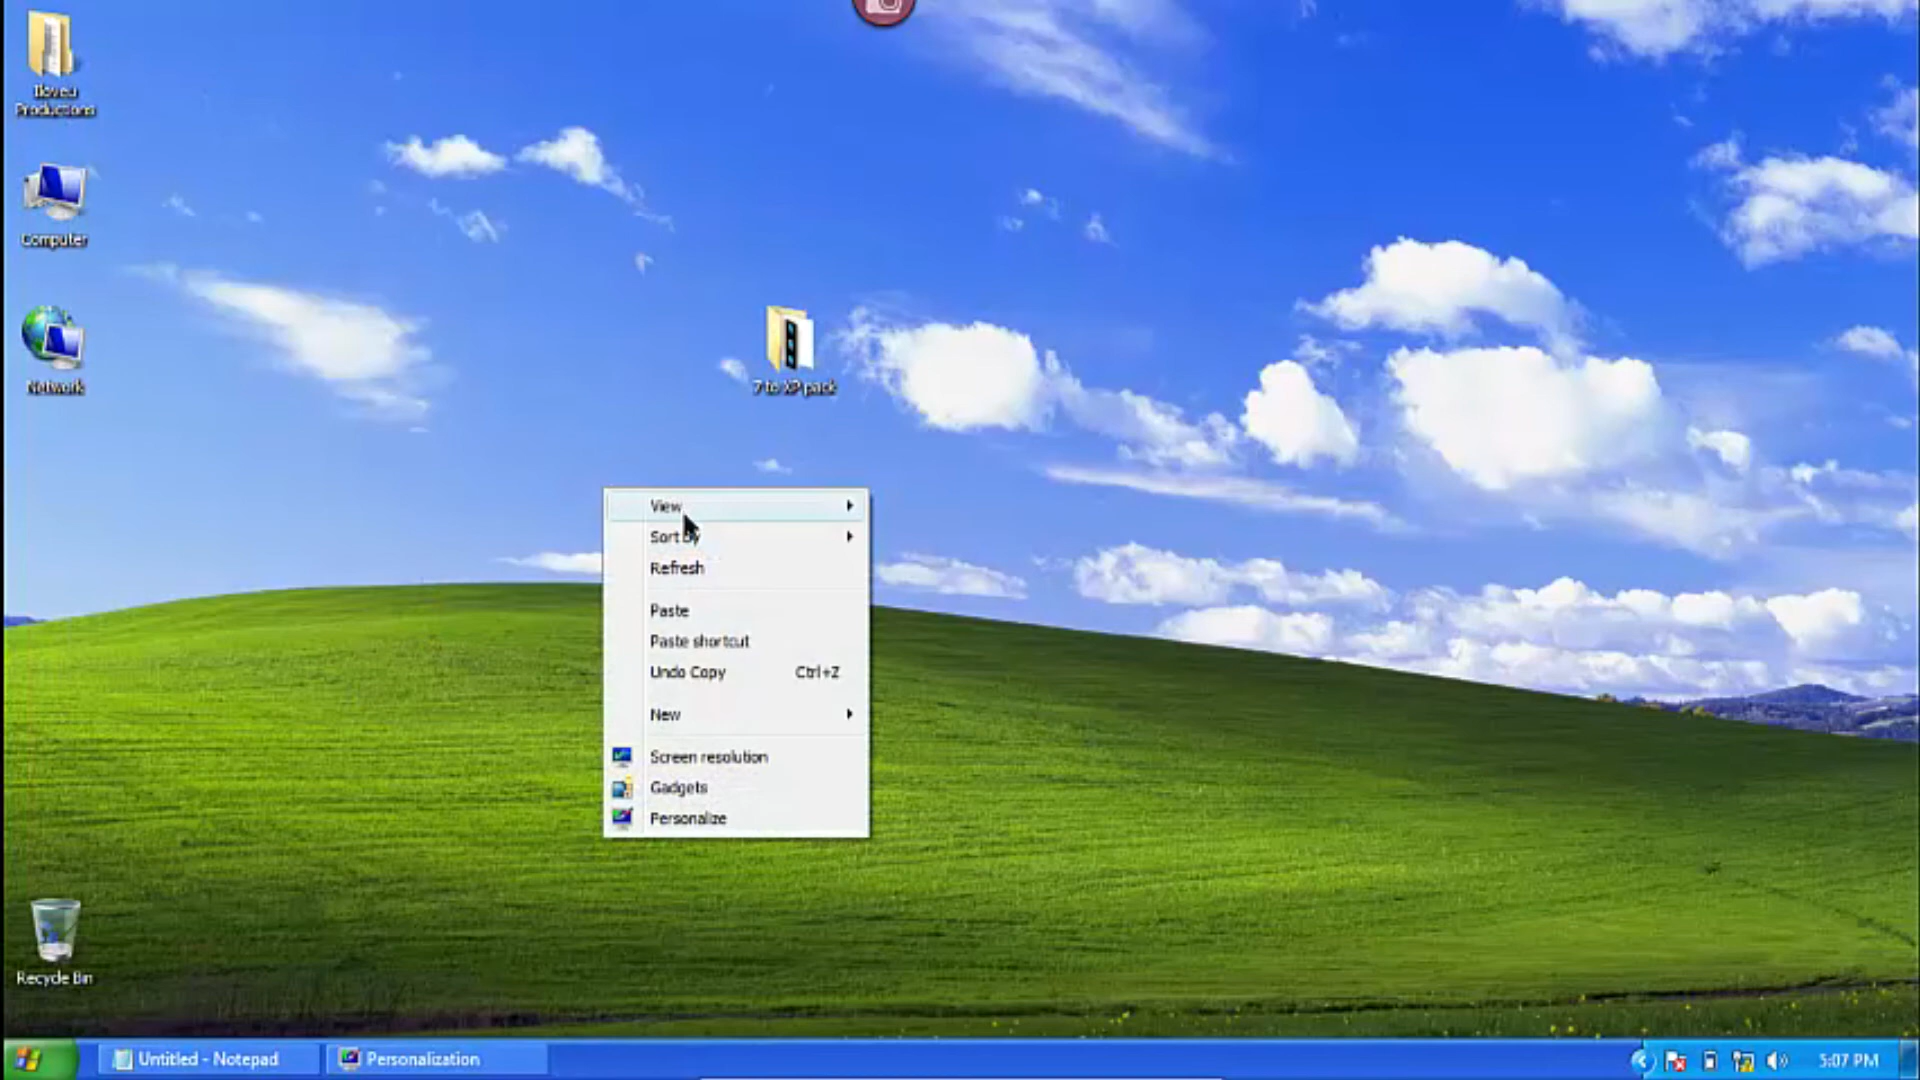 Iloveu
Productions
Computer
Network
7 to XP pack
View
Sort by
Refresh
Paste
Paste shortcut
Undo Copy Ctrl+Z
New
Screen resolution
Gadgets
Personalize
Recycle Bin
Untitled - Notepad
Personalization
5:07 PM